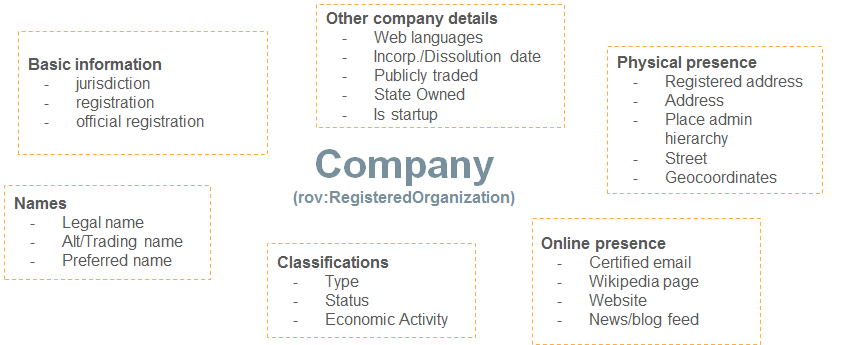 Other company details
- Web languages
- Incorp./Dissolution date
- Publicly traded
- State Owned
- Is startup
Basic information
- jurisdiction
- registration
- official registration
Physical presence
- Registered address
- Address
- Place admin
hierarchy
- Street
- Geocoordinates
Company
(rov:RegisteredOrganization)
Names
- Legal name
- Alt/Trading name
- Preferred name
Classifications
- Type
- Status
- Economic Activity
Online presence
- Certified email
- Wikipedia page
- Website
- News/blog feed